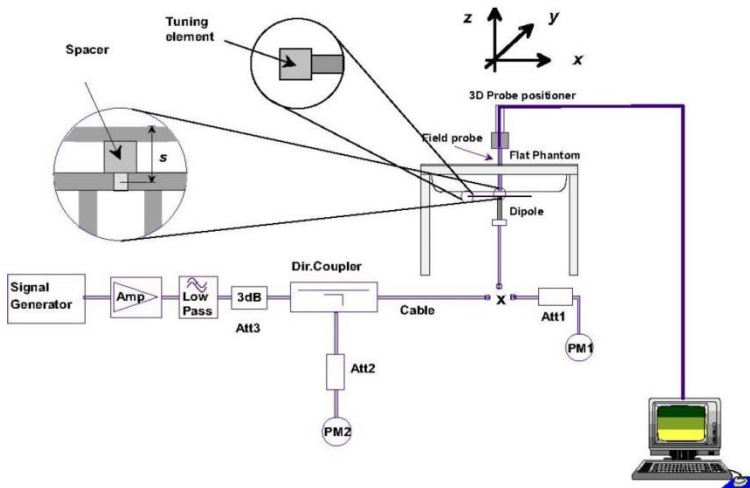 Tuning
element
Spacer
s
z
y
x
3D Probe positioner
Field probe
Flat Phantom
Dipole
Signal
Generator
Amp
Low
Pass
3dB
Att3
Dir.Coupler
Cable
x
Att1
PM1
Att2
PM2